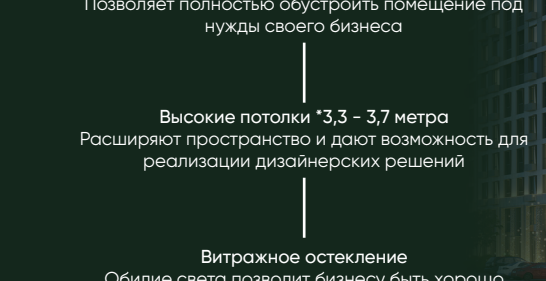 Позволяет полностью обустроить помещение под
нужды своего бизнеса
Высокие потолки *3,3 - 3,7 метра
Расширяют пространство и дают возможность для
реализации дизайнерских решений
Витражное остекление
Обилие света позволит бизнесу быть хорошо